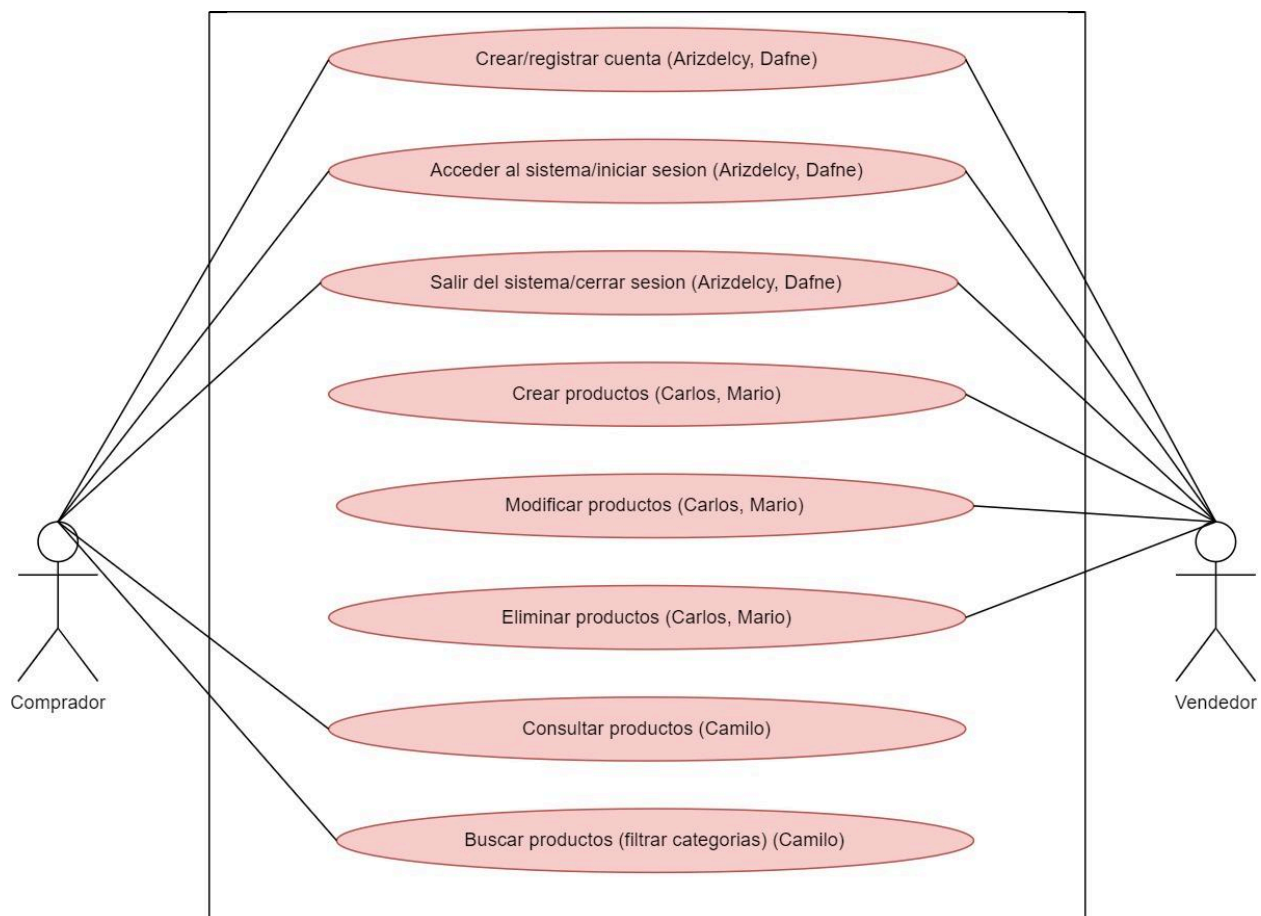 Crear/registrar cuenta (Arizdelcy, Dafne)
Acceder al sistema/iniciar sesion (Arizdelcy, Dafne)
Salir del sistema/cerrar sesion (Arizdelcy, Dafne)
Crear productos (Carlos, Mario)
Modificar productos (Carlos, Mario)
Eliminar productos (Carlos, Mario)
Comprador
Vendedor
Consultar productos (Camilo)
Buscar productos (filtrar categorias) (Camilo)